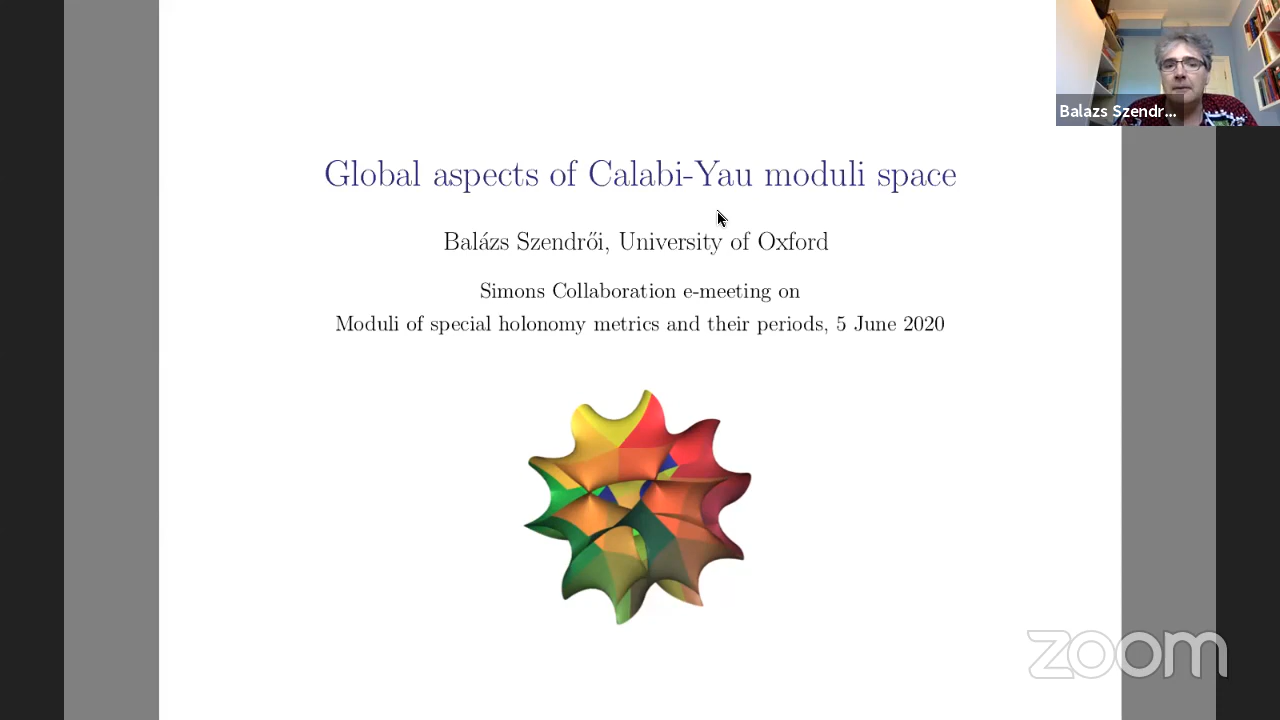 Balazs Szendr...
Global aspects of Calabi-Yau moduli space
Balázs Szendrői, University of Oxford
Simons Collaboration e-meeting on
Moduli of special holonomy metrics and their periods, 5 June 2020
zoom